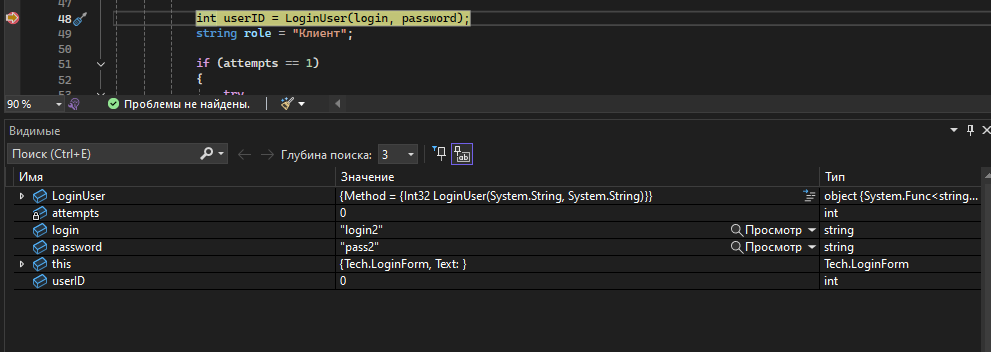 47
48 int userID = LoginUser(login, password);
49 string role = "Клиент";
50
51 if (attempts == 1)
52 {
53 try
90 % Проблемы не найдены.
Видимые
Поиск (Ctrl+E) Глубина поиска: 3
Имя Значение Тип
LoginUser {Method = {Int32 LoginUser(System.String, System.String)}} object {System.Func<string...
attempts 0 int
login "login2" Просмотр string
password "pass2" Просмотр string
this {Tech.LoginForm, Text: } Tech.LoginForm
userID 0 int